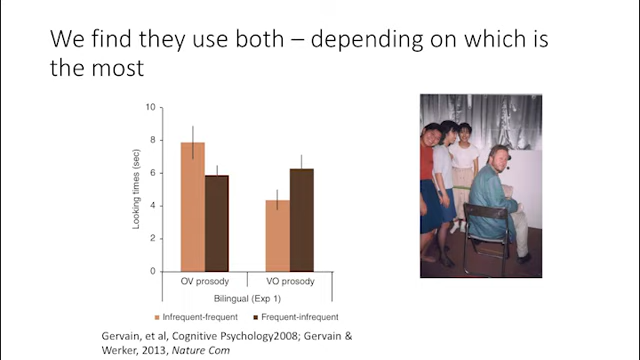 We find they use both – depending on which is
the most
10
8
6
4
2
0
Looking times (sec)
OV prosody
VO prosody
Bilingual (Exp 1)
Infrequent-frequent
Frequent-infrequent
Gervain, et al, Cognitive Psychology2008; Gervain &
Werker, 2013, Nature Com